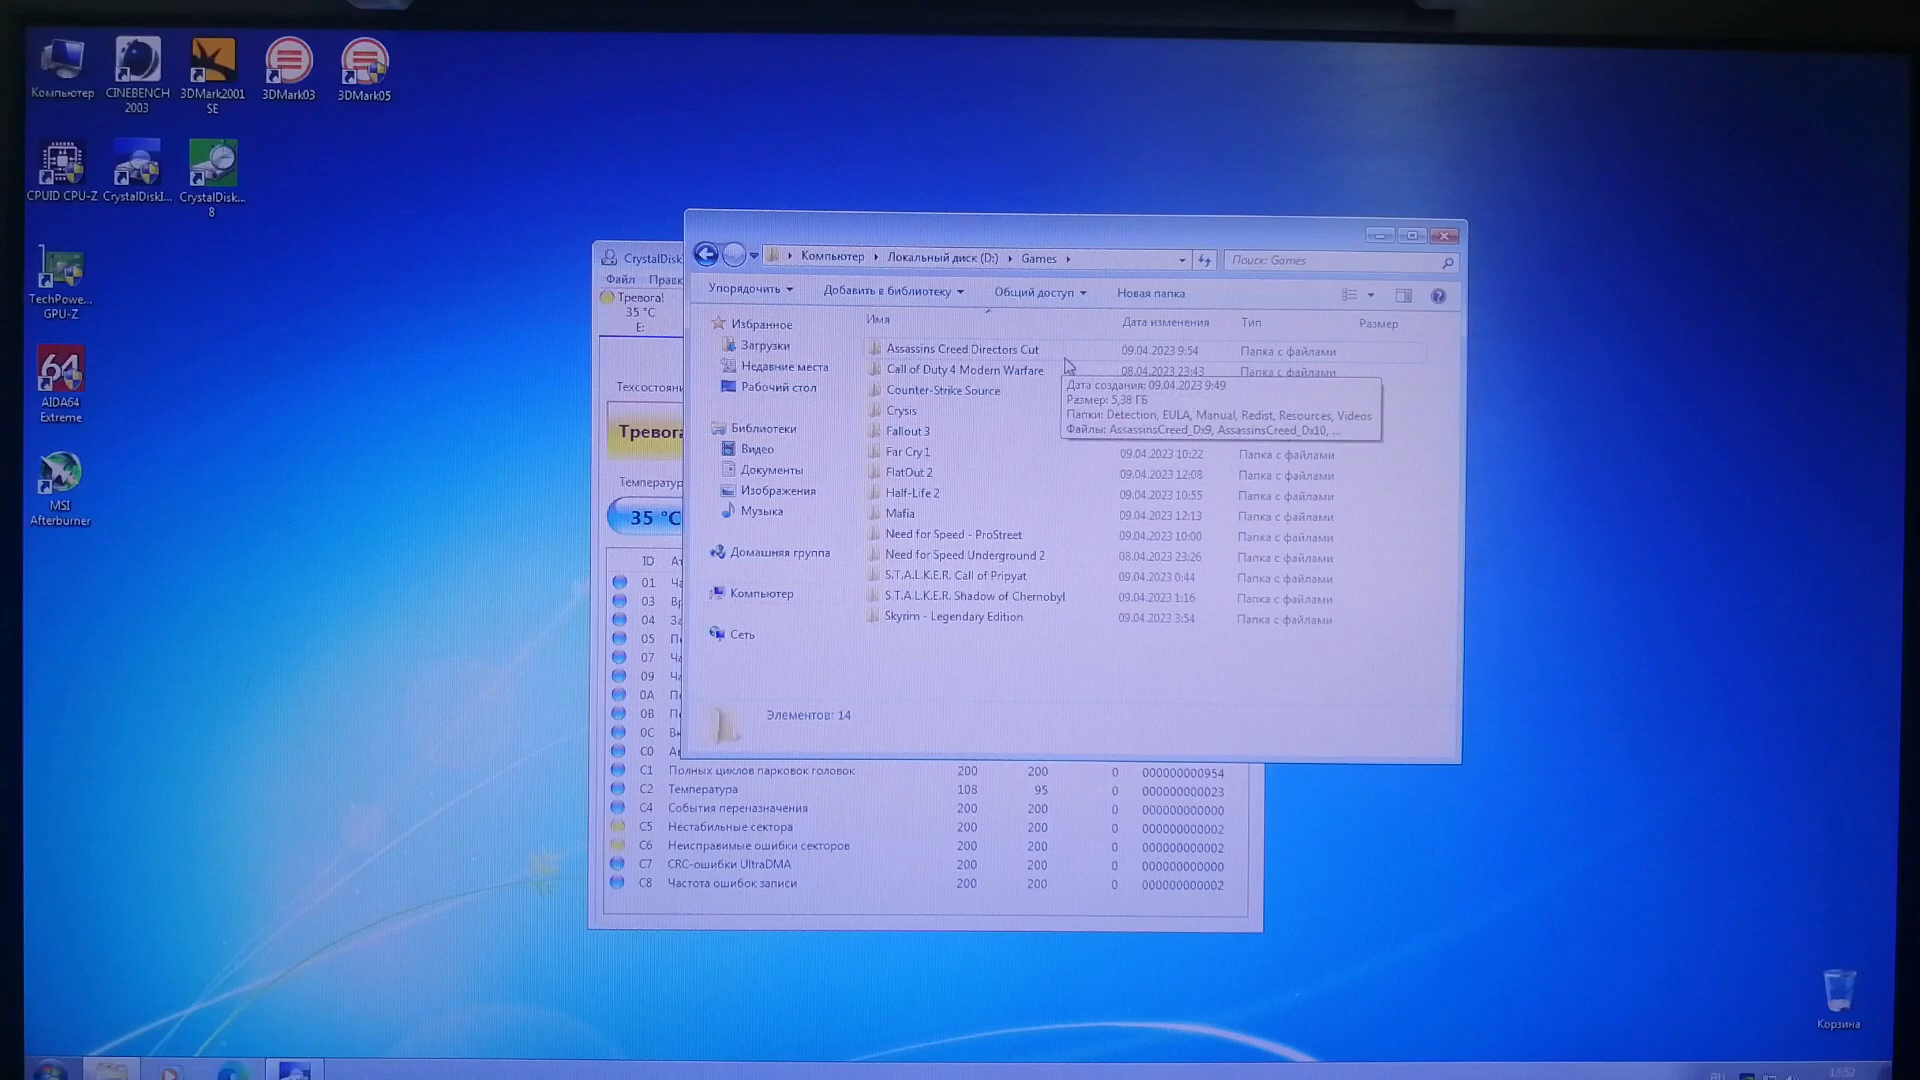 Компьютер
CINEBENCH
2003
3DMark2001
SE
3DMark03
3DMark05
CPUID CPU-Z
CrystalDiskI...
CrystalDisk...
8
TechPowe...
GPU-Z
64
AIDA64
Extreme
MSI
Afterburner
CrystalDisk
Файл Правк
Тревога!
35 °C
E:
Техсостояни
Тревога
Температур
35 °C
ID
01
03
04
05
07
09
0A
0B
0C
C0
C1 Полных циклов парковок головок 200 200 0 000000000954
C2 Температура 108 95 0 000000000023
C4 События переназначения 200 200 0 000000000000
C5 Нестабильные сектора 200 200 0 000000000002
C6 Неисправимые ошибки секторов 200 200 0 000000000002
C7 CRC-ошибки UltraDMA 200 200 0 000000000000
C8 Частота ошибок записи 200 200 0 000000000002
Компьютер Локальный диск (D:) Games
Поиск: Games
Упорядочить Добавить в библиотеку Общий доступ Новая папка
Избранное
Загрузки
Недавние места
Рабочий стол
Библиотеки
Видео
Документы
Изображения
Музыка
Домашняя группа
Компьютер
Сеть
Имя Дата изменения Тип Размер
Assassins Creed Directors Cut 09.04.2023 9:54 Папка с файлами
Call of Duty 4 Modern Warfare 08.04.2023 23:43 Папка с файлами
Counter-Strike Source
Crysis
Fallout 3
Far Cry 1 09.04.2023 10:22 Папка с файлами
FlatOut 2 09.04.2023 12:08 Папка с файлами
Half-Life 2 09.04.2023 10:55 Папка с файлами
Mafia 09.04.2023 12:13 Папка с файлами
Need for Speed - ProStreet 09.04.2023 10:00 Папка с файлами
Need for Speed Underground 2 08.04.2023 23:26 Папка с файлами
S.T.A.L.K.E.R. Call of Pripyat 09.04.2023 0:44 Папка с файлами
S.T.A.L.K.E.R. Shadow of Chernobyl 09.04.2023 1:16 Папка с файлами
Skyrim - Legendary Edition 09.04.2023 3:54 Папка с файлами
Дата создания: 09.04.2023 9:49
Размер: 5,38 ГБ
Папки: Detection, EULA, Manual, Redist, Resources, Videos
Файлы: AssassinsCreed_Dx9, AssassinsCreed_Dx10, ...
Элементов: 14
Корзина
RU
13:52